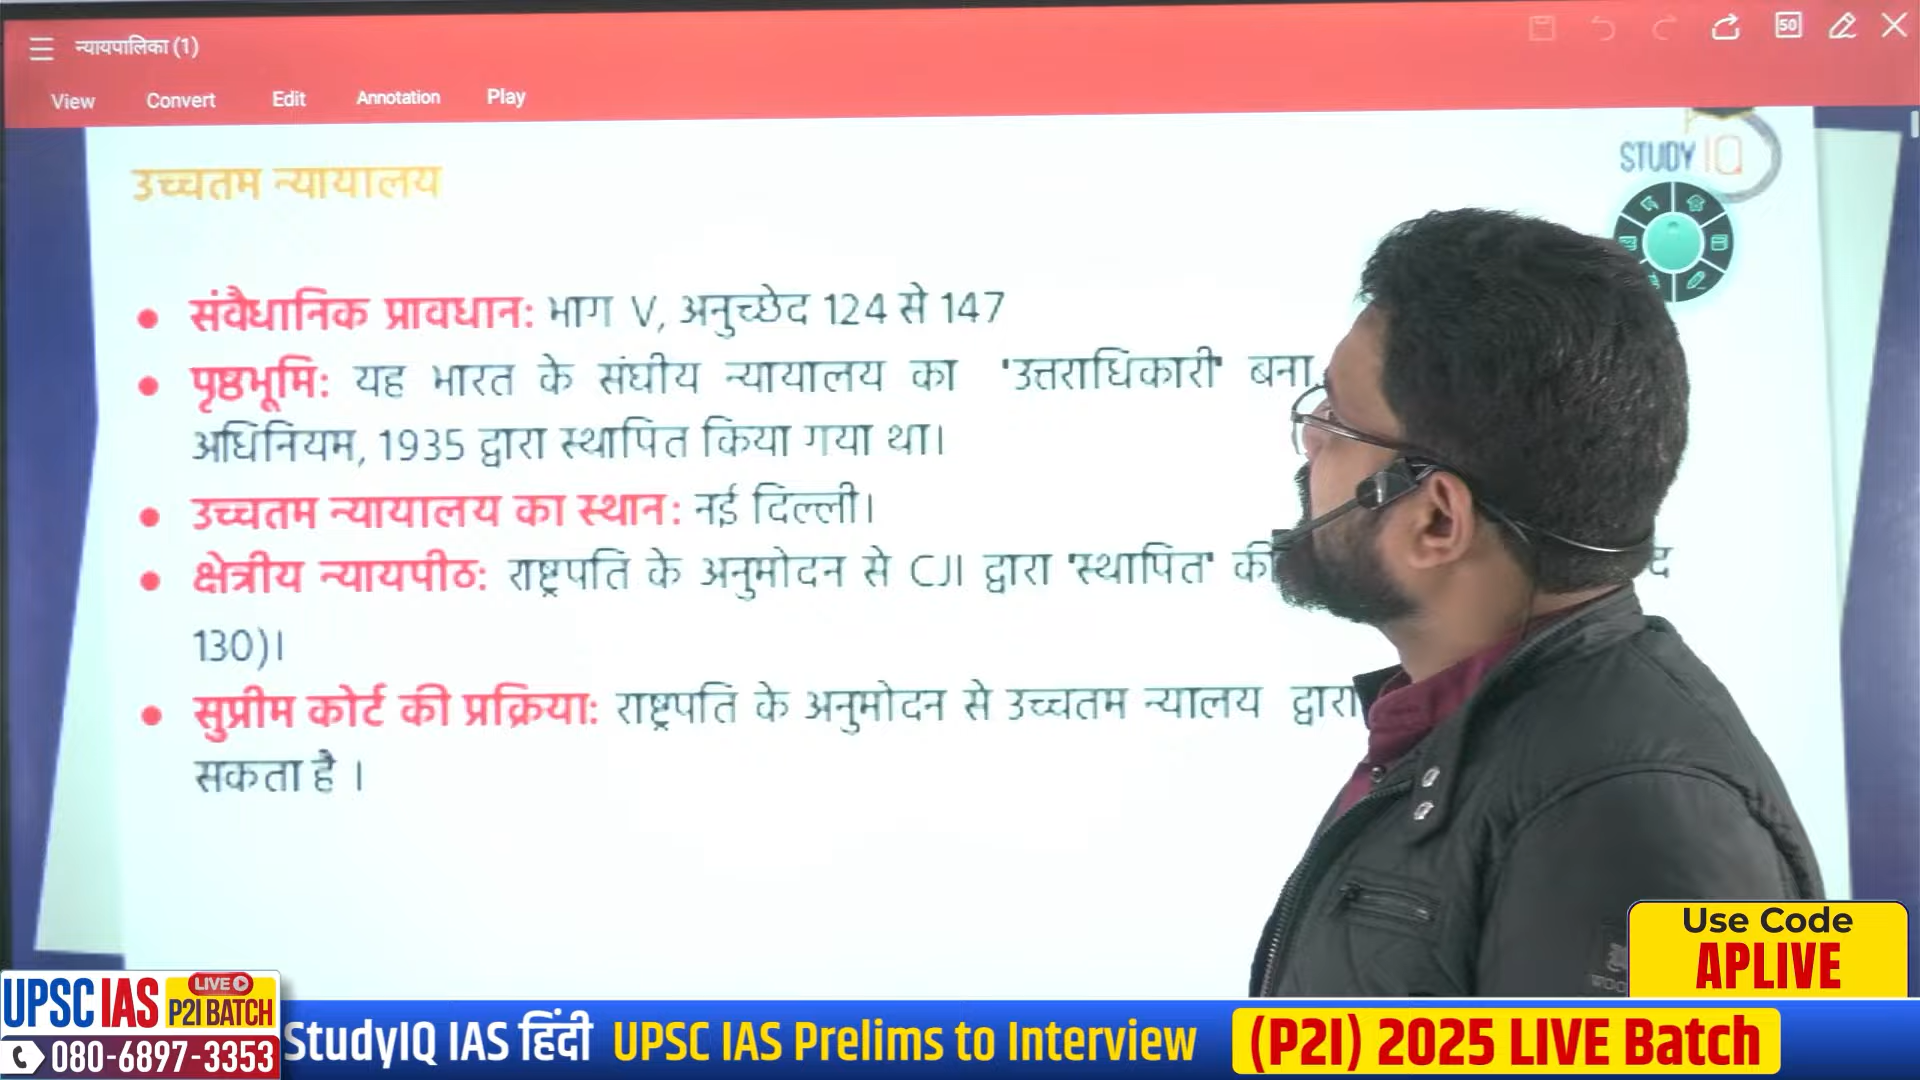 न्यायपालिका (1)
50
View Convert Edit Annotation Play
STUDY IQ
उच्चतम न्यायालय
• संवैधानिक प्रावधान: भाग V, अनुच्छेद 124 से 147
• पृष्ठभूमि: यह भारत के संघीय न्यायालय का 'उत्तराधिकारी' बना,
अधिनियम, 1935 द्वारा स्थापित किया गया था।
• उच्चतम न्यायालय का स्थान: नई दिल्ली।
• क्षेत्रीय न्यायपीठ: राष्ट्रपति के अनुमोदन से CJI द्वारा 'स्थापित' की
130)।
• सुप्रीम कोर्ट की प्रक्रिया: राष्ट्रपति के अनुमोदन से उच्चतम न्यालय द्वारा
सकता है ।
Use Code
APLIVE
UPSC IAS LIVE P2I BATCH
080-6897-3353
StudyIQ IAS हिंदी UPSC IAS Prelims to Interview (P2I) 2025 LIVE Batch